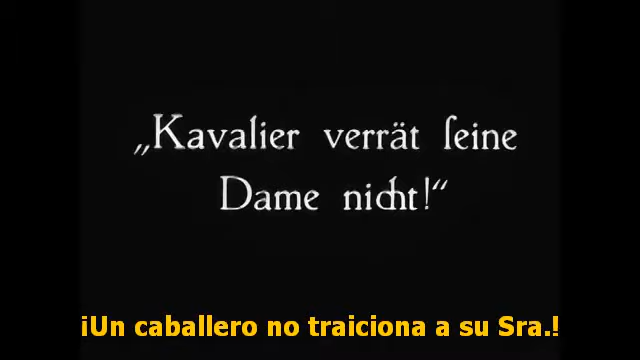 „Kavalier verrät ſeine
Dame nicht!“
¡Un caballero no traiciona a su Sra.!